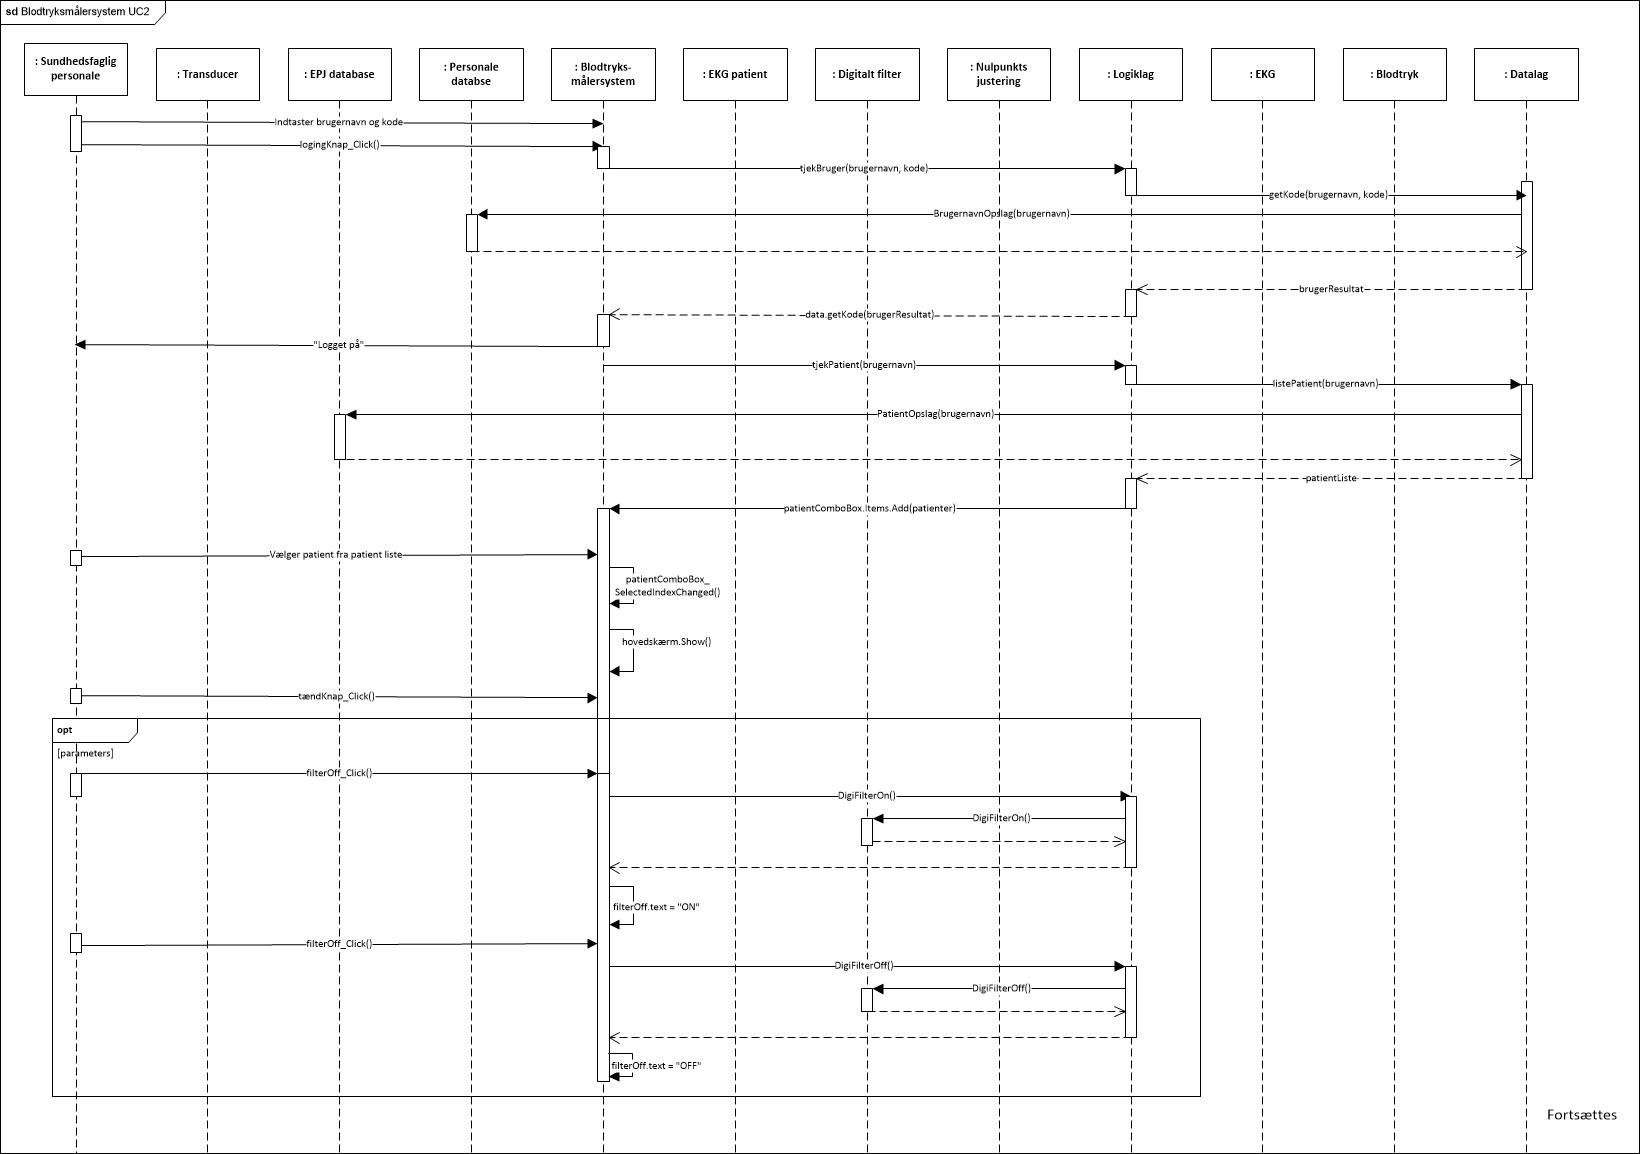 sd Blodtryksmålersystem UC2
: Sundhedsfaglig
personale
: Transducer
: EPJ database
: Personale
databse
: Blodtryks-
målersystem
: EKG patient
: Digitalt filter
: Nulpunkts
justering
: Logiklag
: EKG
: Blodtryk
: Datalag
Indtaster brugernavn og kode
logingKnap_Click()
tjekBruger(brugernavn, kode)
getKode(brugernavn, kode)
BrugernavnOpslag(brugernavn)
brugerResultat
data.getKode(brugerResultat)
"Logget på"
tjekPatient(brugernavn)
listePatient(brugernavn)
PatientOpslag(brugernavn)
patientListe
patientComboBox.Items.Add(patienter)
Vælger patient fra patient liste
patientComboBox_
SelectedIndexChanged()
hovedskærm.Show()
tændKnap_Click()
opt
[parameters]
filterOff_Click()
DigiFilterOn()
DigiFilterOn()
filterOff.text = "ON"
filterOff_Click()
DigiFilterOff()
DigiFilterOff()
filterOff.text = "OFF"
Fortsættes